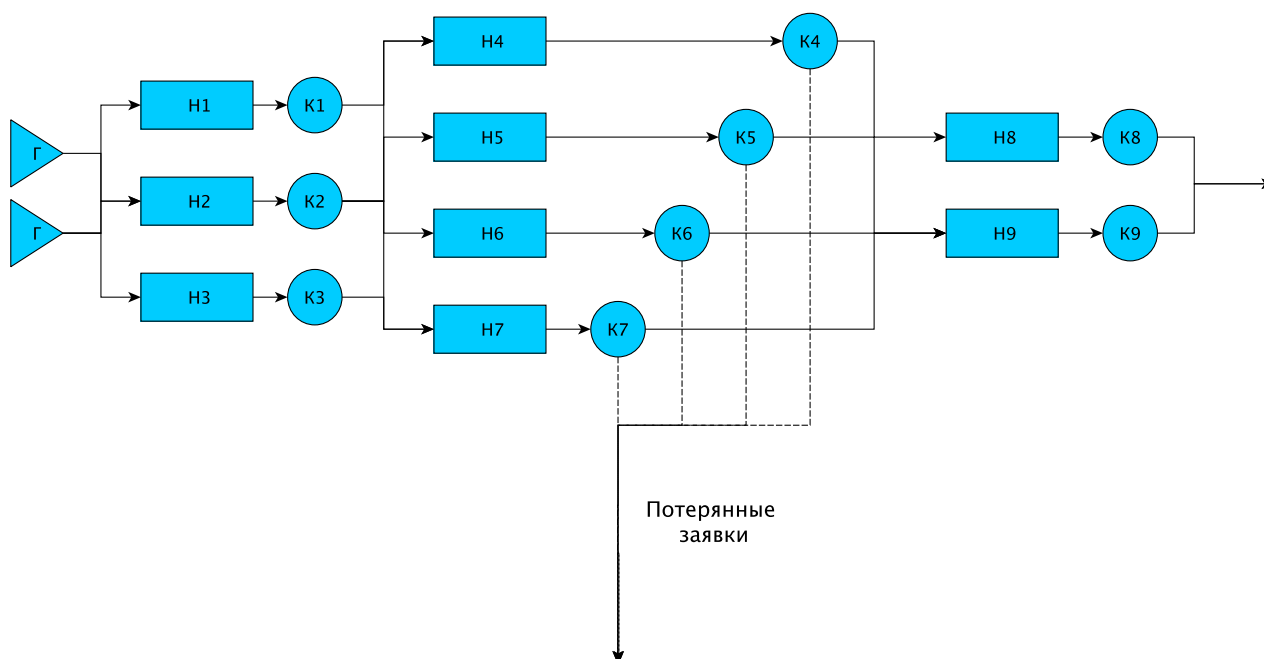 Н4
К4
Н1
К1
Н5
К5
Н8
К8
Г
Н2
К2
Г
Н6
К6
Н9
К9
Н3
К3
Н7
К7
Потерянные
заявки